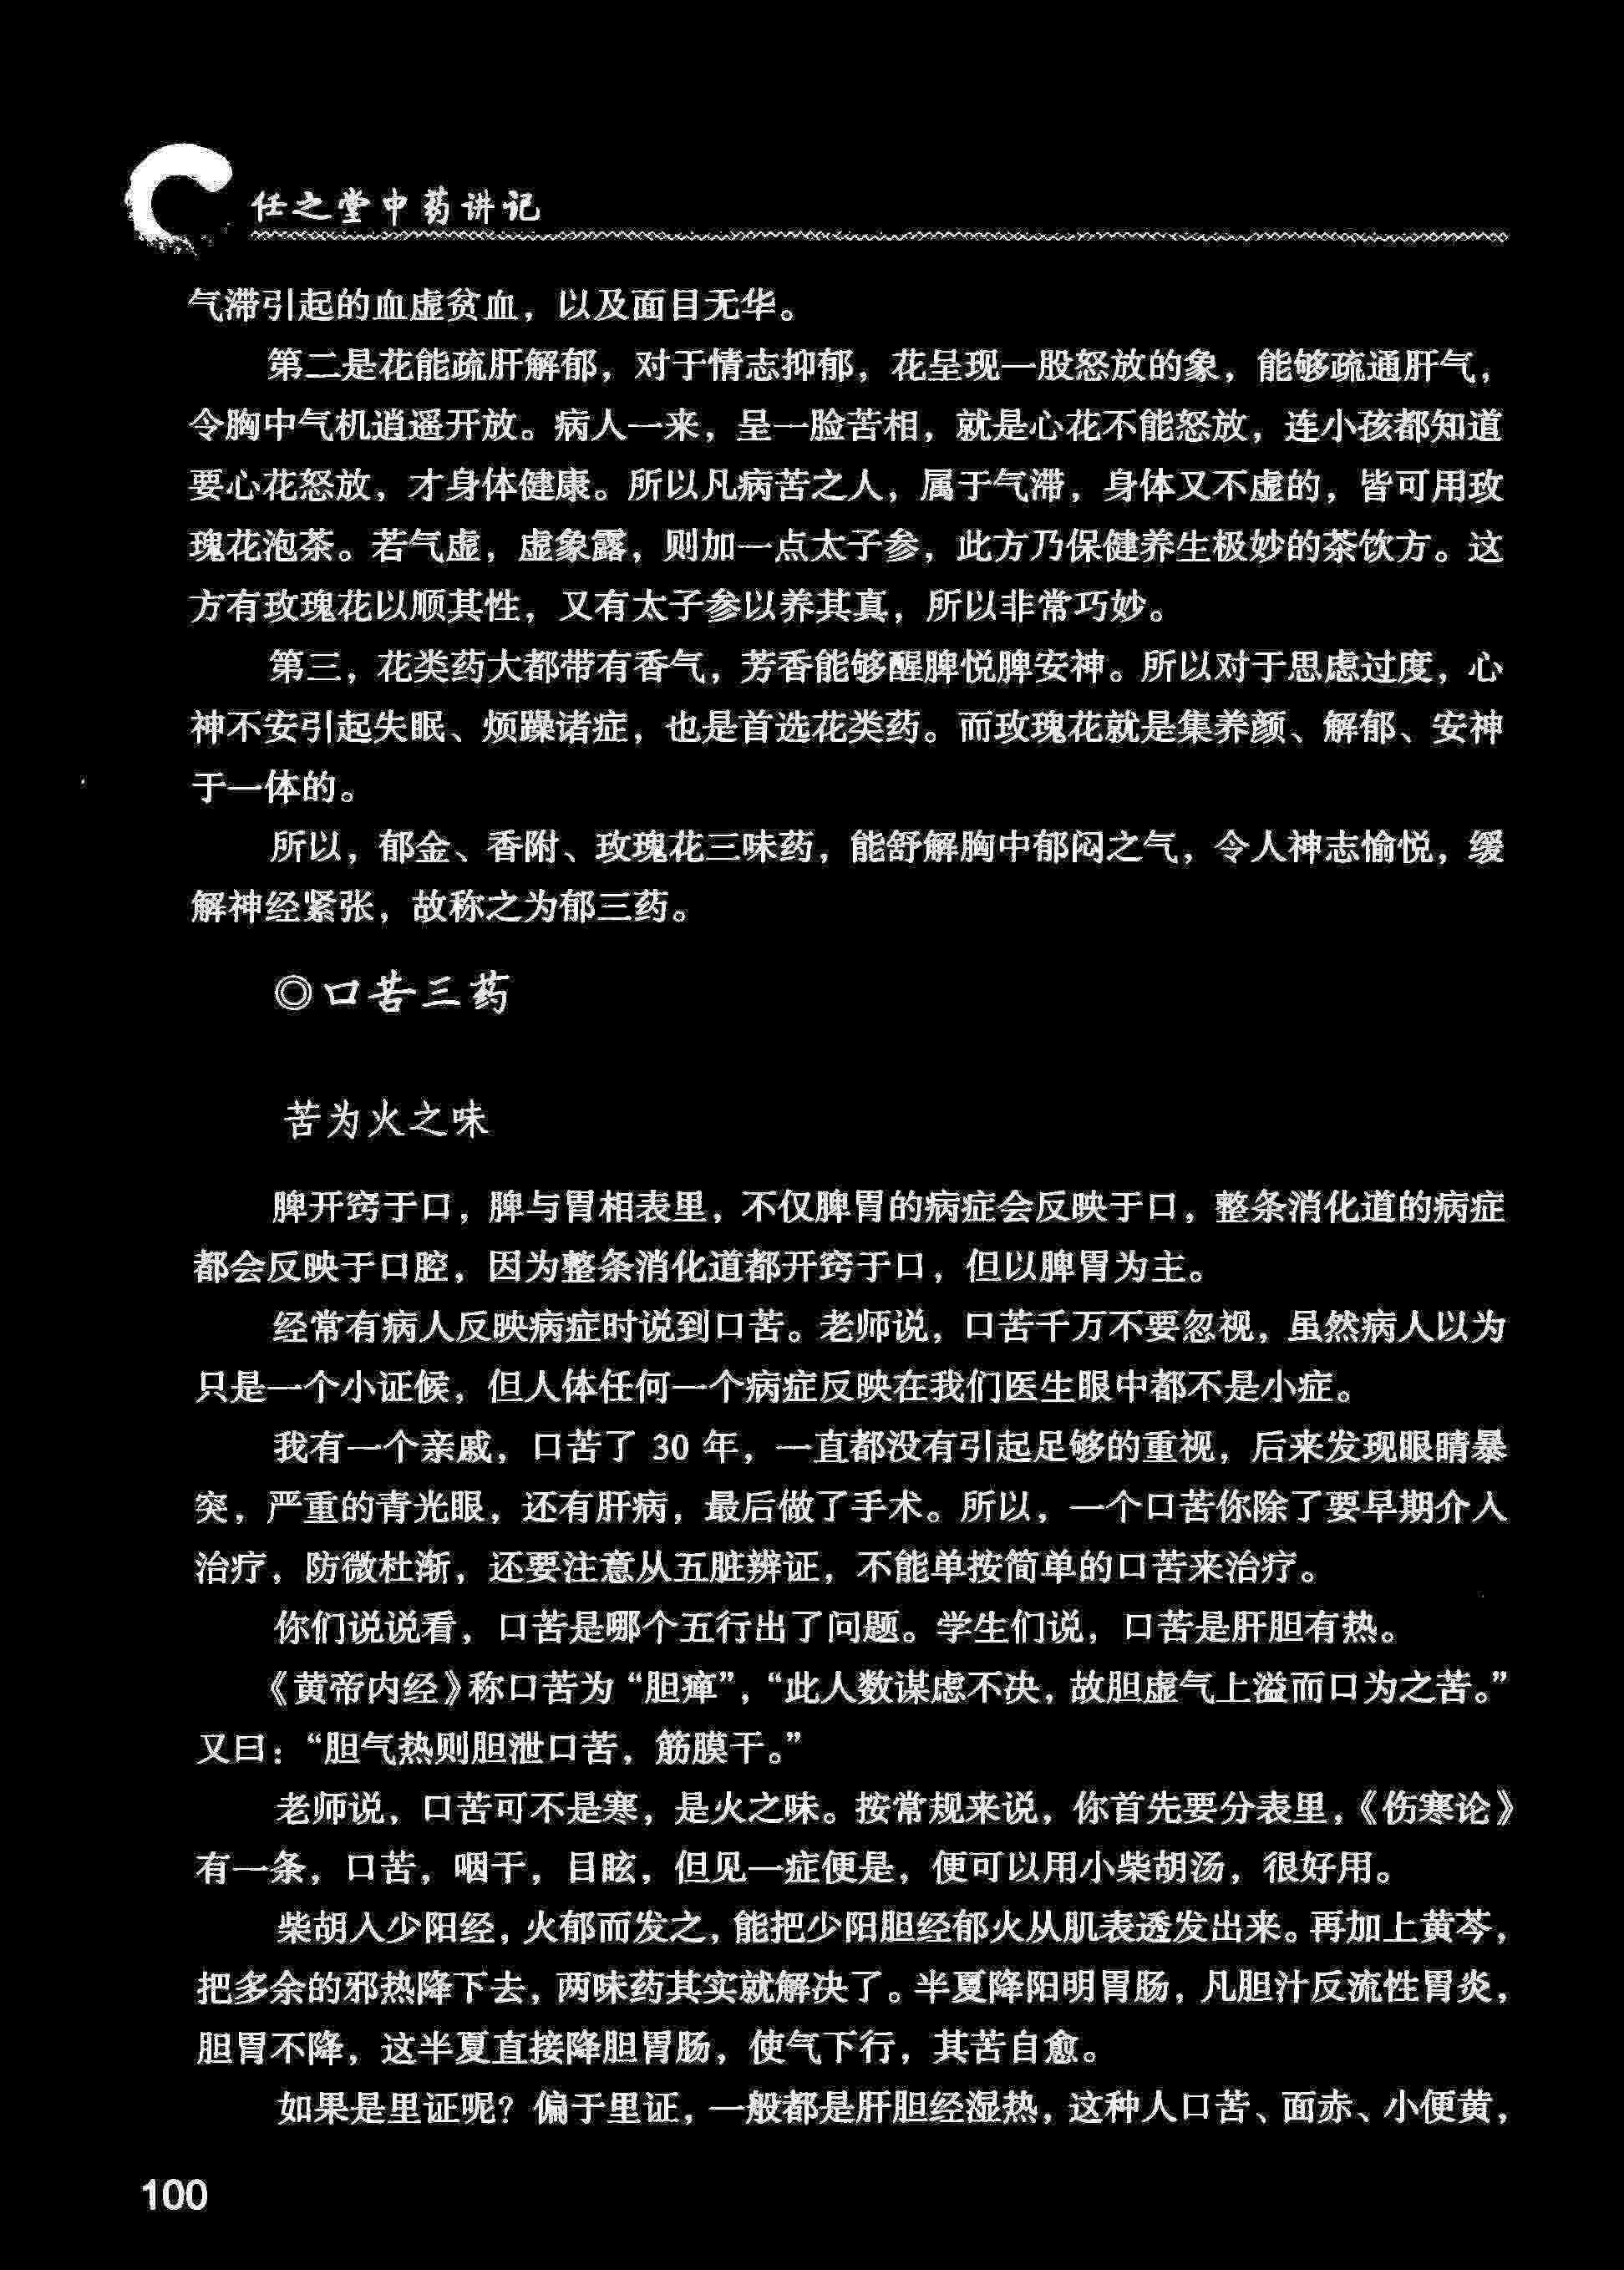 任之堂中药讲记
气滞引起的血虚贫血，以及面目无华。
第二是花能疏肝解郁，对于情志抑郁，花呈现一股怒放的象，能够疏通肝气，
令胸中气机逍遥开放。病人一来，呈一脸苦相，就是心花不能怒放，连小孩都知道
要心花怒放，才身体健康。所以凡病苦之人，属于气滞，身体又不虚的，皆可用玫
瑰花泡茶。若气虚，虚象露，则加一点太子参，此方乃保健养生极妙的茶饮方。这
方有玫瑰花以顺其性，又有太子参以养其真，所以非常巧妙。
第三，花类药大都带有香气，芳香能够醒脾悦脾安神。所以对于思虑过度，心
神不安引起失眠、烦躁诸症，也是首选花类药。而玫瑰花就是集养颜、解郁、安神
于一体的。
所以，郁金、香附、玫瑰花三味药，能舒解胸中郁闷之气，令人神志愉悦，缓
解神经紧张，故称之为郁三药。
◎口苦三药
苦为火之味
脾开窍于口，脾与胃相表里，不仅脾胃的病症会反映于口，整条消化道的病症
都会反映于口腔，因为整条消化道都开窍于口，但以脾胃为主。
经常有病人反映病症时说到口苦。老师说，口苦千万不要忽视，虽然病人以为
只是一个小证候，但人体任何一个病症反映在我们医生眼中都不是小症。
我有一个亲戚，口苦了 30 年，一直都没有引起足够的重视，后来发现眼睛暴
突，严重的青光眼，还有肝病，最后做了手术。所以，一个口苦你除了要早期介入
治疗，防微杜渐，还要注意从五脏辨证，不能单按简单的口苦来治疗。
你们说说看，口苦是哪个五行出了问题。学生们说，口苦是肝胆有热。
《黄帝内经》称口苦为“胆瘅”，“此人数谋虑不决，故胆虚气上溢而口为之苦。”
又曰：“胆气热则胆泄口苦，筋膜干。”
老师说，口苦可不是寒，是火之味。按常规来说，你首先要分表里，《伤寒论》
有一条，口苦，咽干，目眩，但见一症便是，便可以用小柴胡汤，很好用。
柴胡入少阳经，火郁而发之，能把少阳胆经郁火从肌表透发出来。再加上黄芩，
把多余的邪热降下去，两味药其实就解决了。半夏降阳明胃肠，凡胆汁反流性胃炎，
胆胃不降，这半夏直接降胆胃肠，使气下行，其苦自愈。
如果是里证呢？偏于里证，一般都是肝胆经湿热，这种人口苦、面赤、小便黄，
100